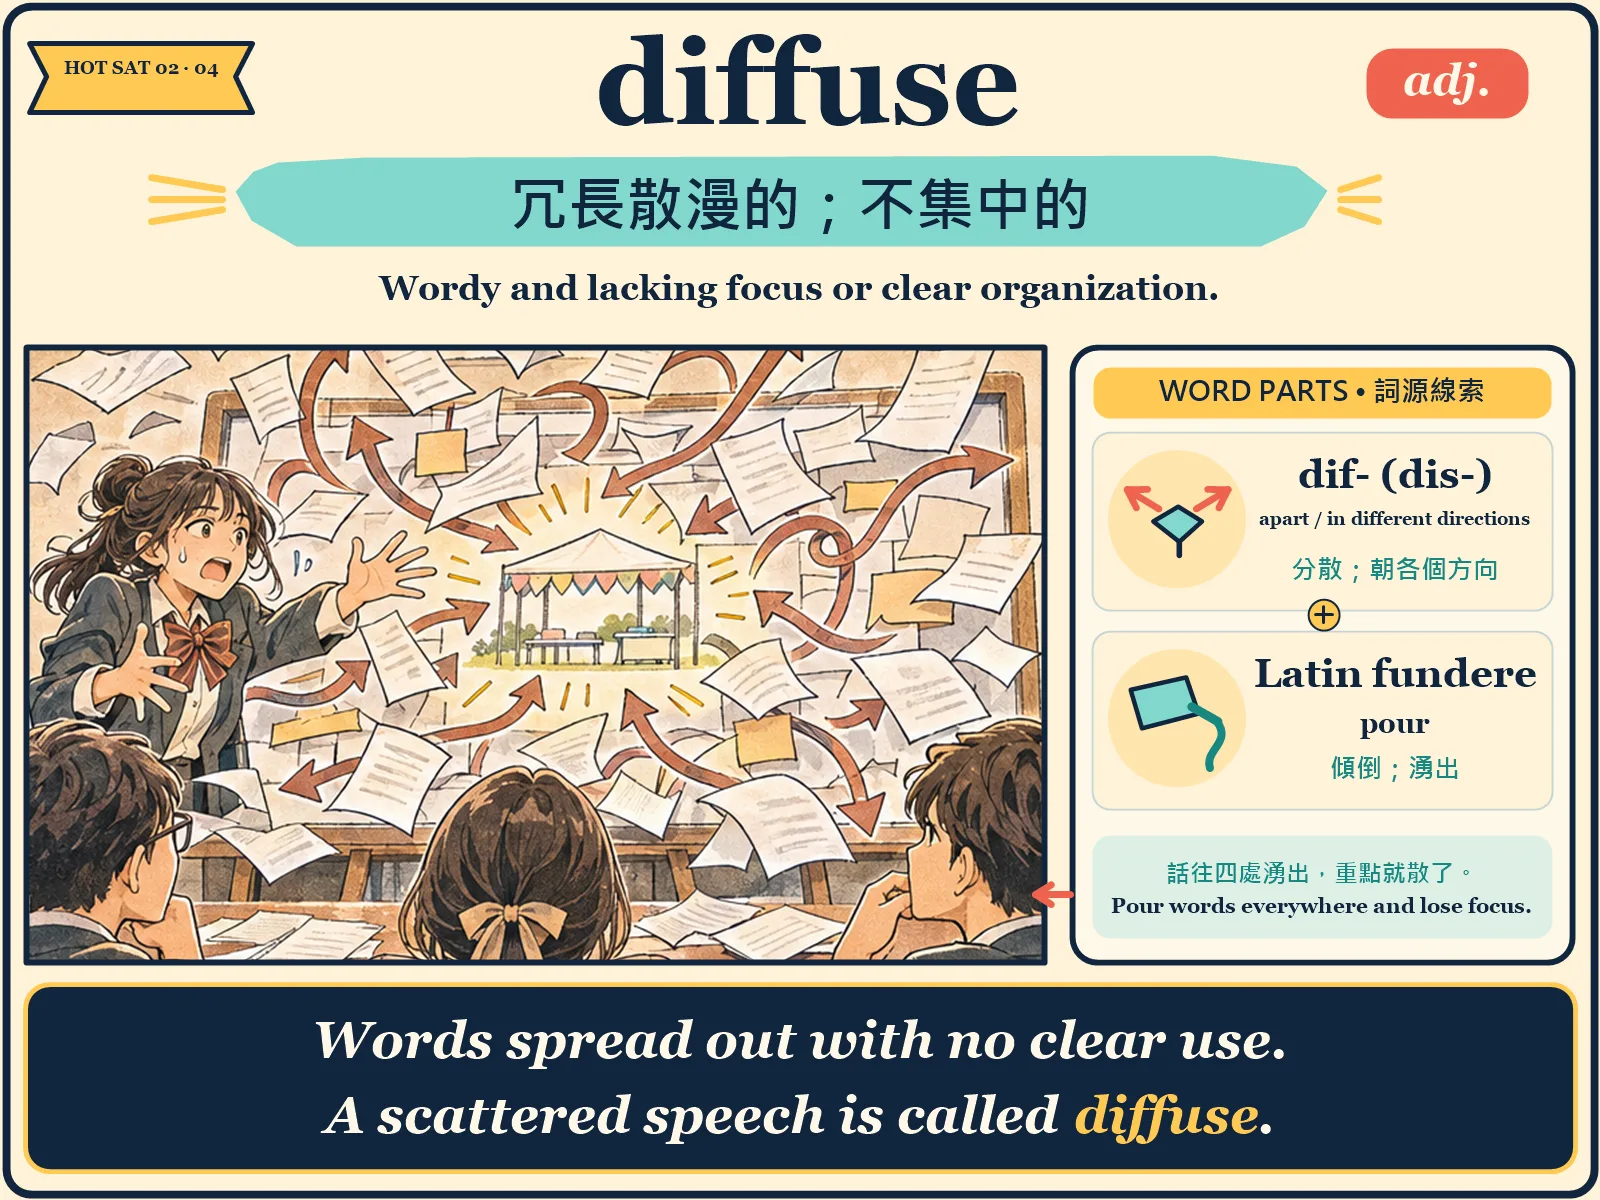 HOT SAT 02 · 04
diffuse
adj.
冗長散漫的；不集中的
Wordy and lacking focus or clear organization.
WORD PARTS • 詞源線索
dif- (dis-)
apart / in different directions
分散；朝各個方向
+
Latin fundere
pour
傾倒；湧出
話往四處湧出，重點就散了。
Pour words everywhere and lose focus.
Words spread out with no clear use.
A scattered speech is called diffuse.